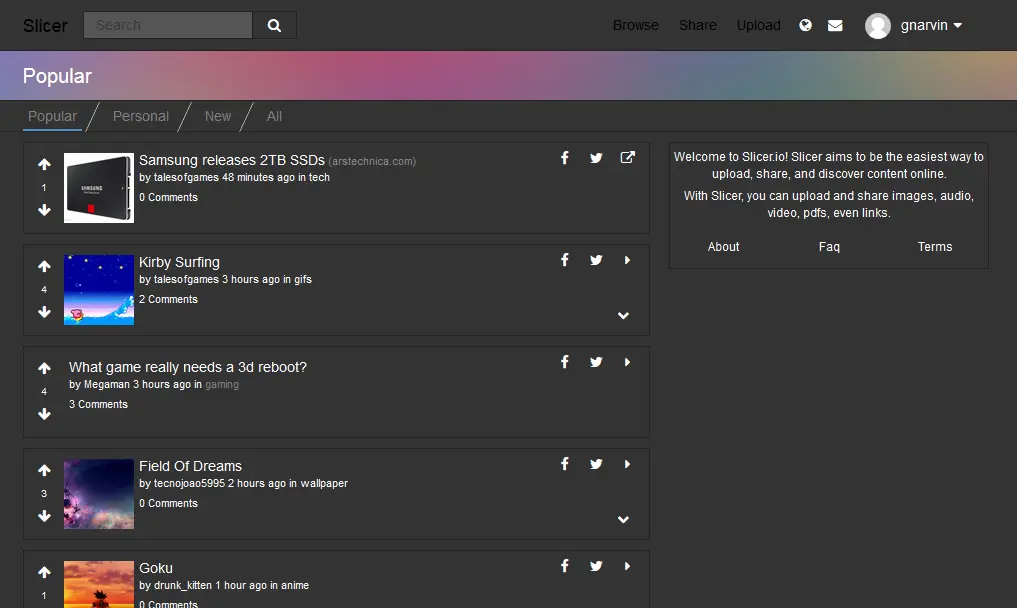 Slicer Search Browse Share Upload gnarvin
Popular
Popular Personal New All
Samsung releases 2TB SSDs (arstechnica.com)
by talesofgames 48 minutes ago in tech
0 Comments
1
SAMSUNG
Welcome to Slicer.io! Slicer aims to be the easiest way to
upload, share, and discover content online.
With Slicer, you can upload and share images, audio,
video, pdfs, even links.
About Faq Terms
Kirby Surfing
by talesofgames 3 hours ago in gifs
4
2 Comments
What game really needs a 3d reboot?
by Megaman 3 hours ago in gaming
4
3 Comments
Field Of Dreams
by tecnojoao5995 2 hours ago in wallpaper
3
0 Comments
Goku
by drunk_kitten 1 hour ago in anime
1
0 Comments